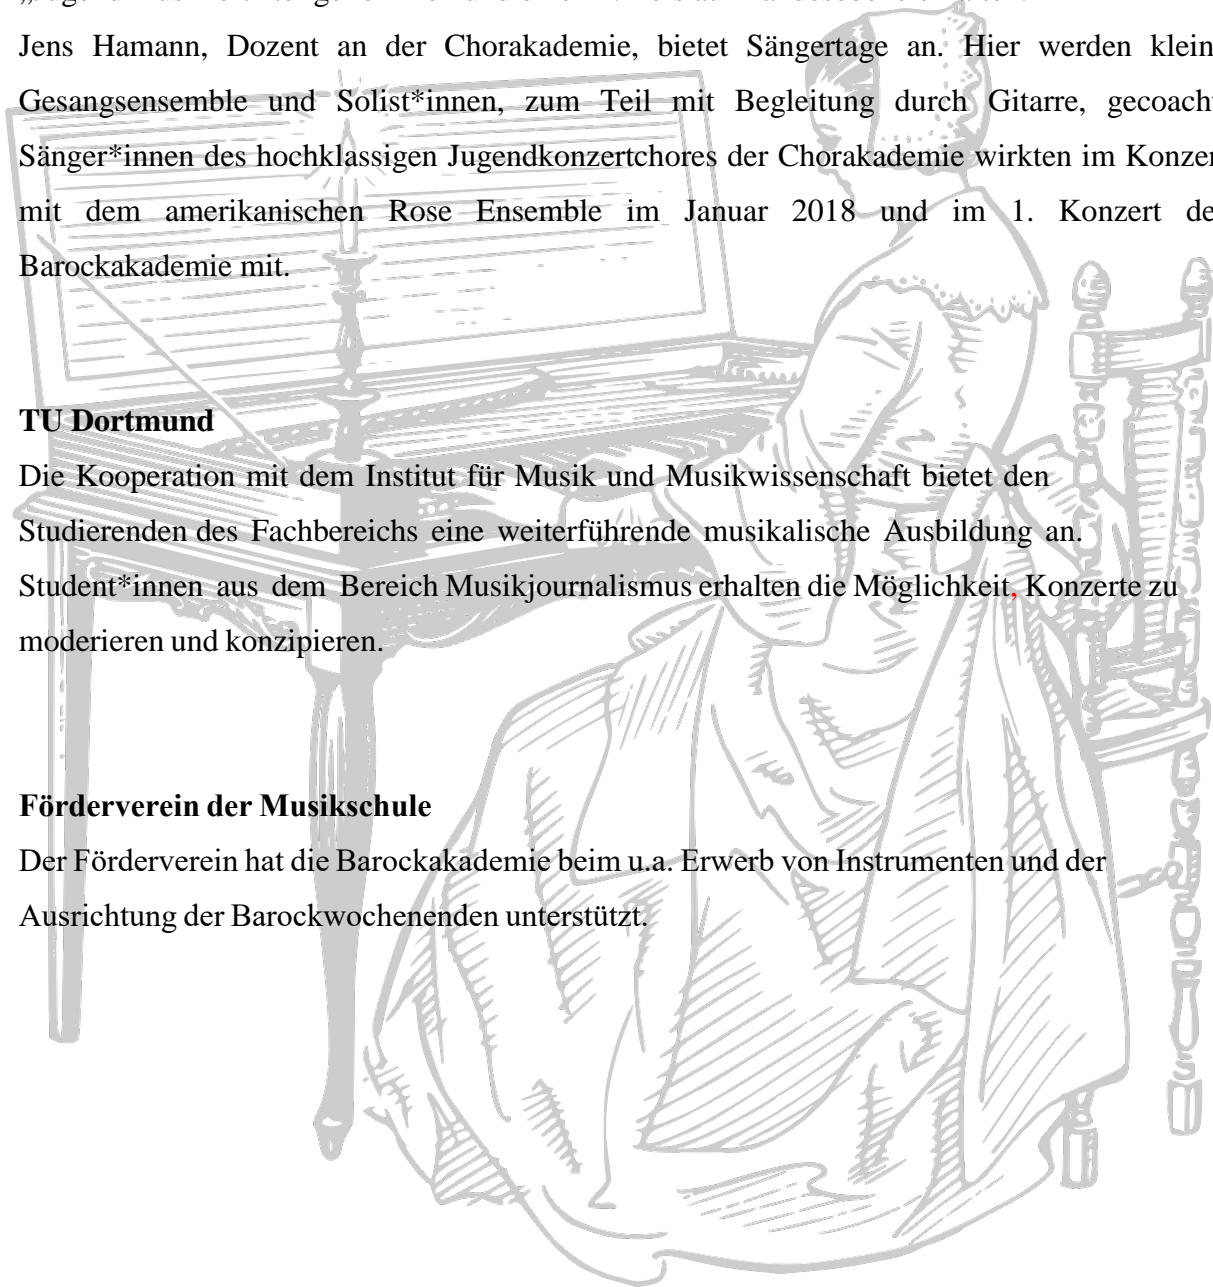 Jens Hamann, Dozent an der Chorakademie, bietet Sängertage an. Hier werden klein
Gesangsensemble und Solist*innen, zum Teil mit Begleitung durch Gitarre, gecoach
Sänger*innen des hochklassigen Jugendkonzertchores der Chorakademie wirkten im Konzer
mit dem amerikanischen Rose Ensemble im Januar 2018 und im 1. Konzert de
Barockakademie mit.
TU Dortmund
Die Kooperation mit dem Institut für Musik und Musikwissenschaft bietet den
Studierenden des Fachbereichs eine weiterführende musikalische Ausbildung an.
Student*innen aus dem Bereich Musikjournalismus erhalten die Möglichkeit, Konzerte zu
moderieren und konzipieren.
Förderverein der Musikschule
Der Förderverein hat die Barockakademie beim u.a. Erwerb von Instrumenten und der
Ausrichtung der Barockwochenenden unterstützt.